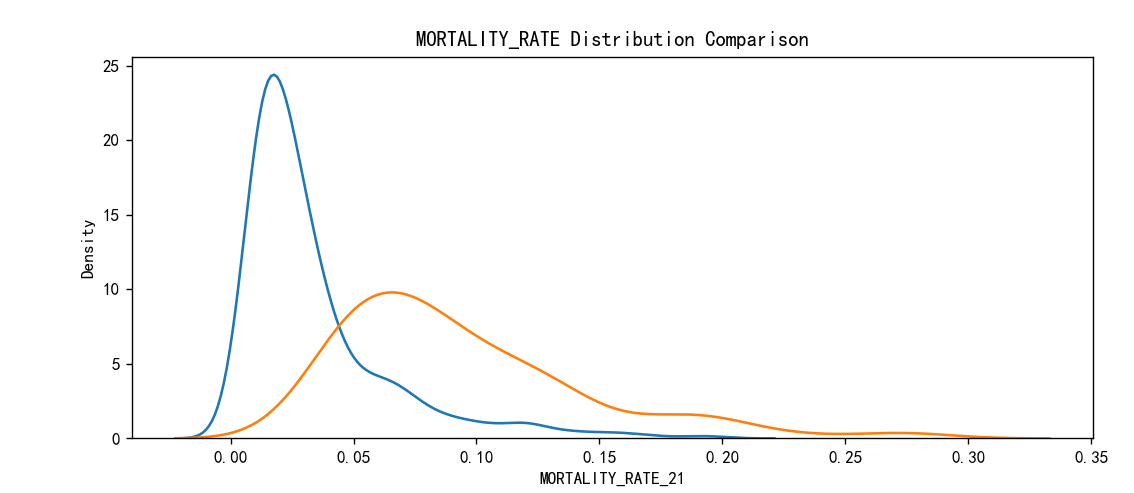 MORTALITY_RATE Distribution Comparison
25
20
15
10
5
0
Density
0.00 0.05 0.10 0.15 0.20 0.25 0.30 0.35
MORTALITY_RATE_21